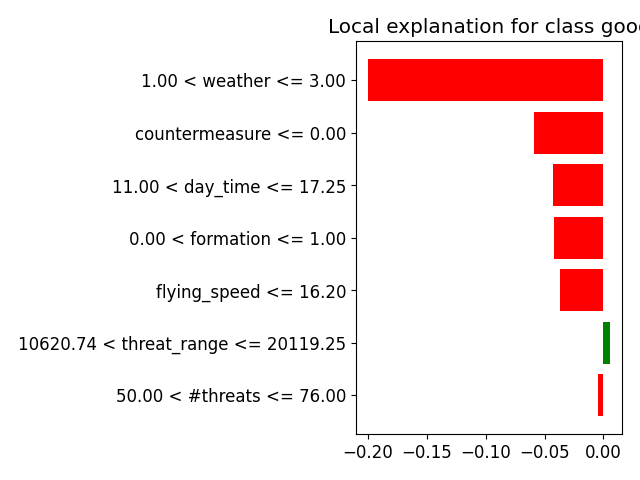 Local explanation for class good
1.00 < weather <= 3.00
countermeasure <= 0.00
11.00 < day_time <= 17.25
0.00 < formation <= 1.00
flying_speed <= 16.20
10620.74 < threat_range <= 20119.25
50.00 < #threats <= 76.00
−0.20 −0.15 −0.10 −0.05 0.00